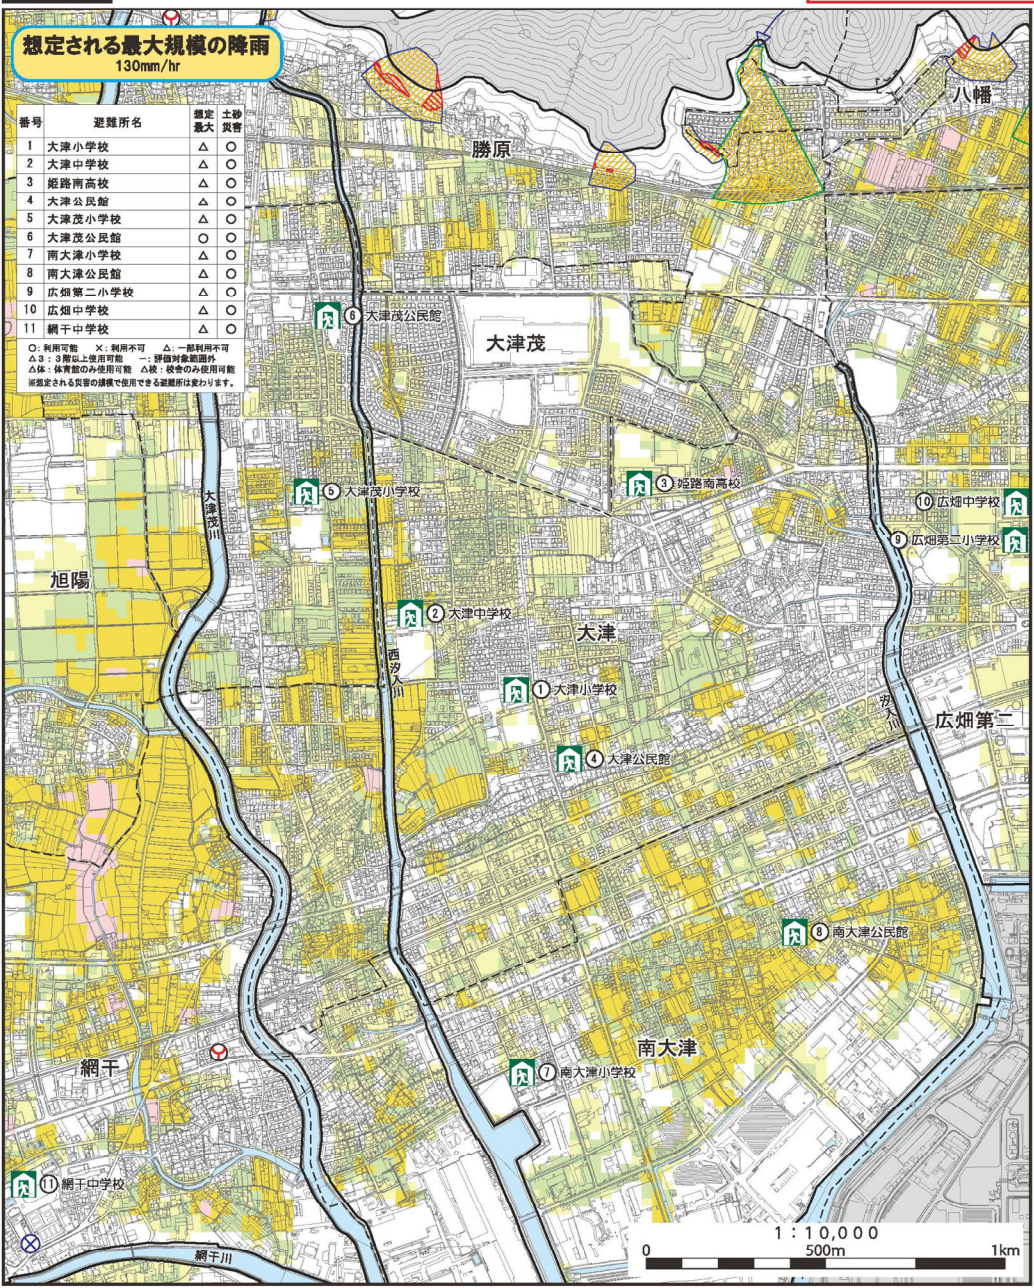 想定される最大規模の降雨
130mm/hr
番号 避難所名 想定最大 土砂災害
1 大津小学校 △ ○
2 大津中学校 △ ○
3 姫路南高校 △ ○
4 大津公民館 △ ○
5 大津茂小学校 △ ○
6 大津茂公民館 ○ ○
7 南大津小学校 △ ○
8 南大津公民館 △ ○
9 広畑第二小学校 △ ○
10 広畑中学校 △ ○
11 網干中学校 △ ○
○：利用可能 ×：利用不可 △：一部利用不可
△3：3階以上使用可能 －：評価対象範囲外
△体：体育館のみ使用可能 △校：校舎のみ使用可能
※想定される災害の規模で使用できる避難所は変わります。
八幡
勝原
⑥ 大津茂公民館
大津茂
③ 姫路南高校
⑤ 大津茂小学校
⑩ 広畑中学校
大津茂川
⑨ 広畑第二小学校
旭陽
② 大津中学校
大津
西汐入川
① 大津小学校
汐入川
広畑第二
④ 大津公民館
⑧ 南大津公民館
南大津
網干
⑦ 南大津小学校
⑪ 網干中学校
網干川
1：10,000
0 500m 1km